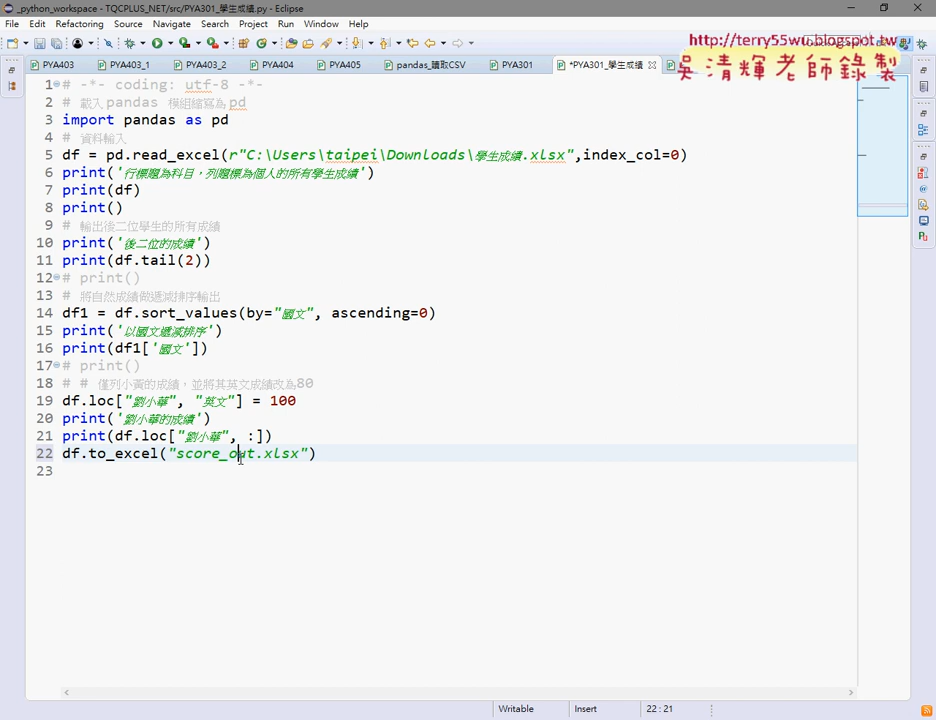 _python_workspace - TQCPLUS_NET/src/PYA301_學生成績.py - Eclipse
File Edit Refactoring Source Navigate Search Project Run Window Help
http://terry55wu.blogspot.tw
吳清輝老師錄製
PYA403 PYA403_1 PYA403_2 PYA404 PYA405 pandas_讀取CSV PYA301 *PYA301_學生成績
1 # -*- coding: utf-8 -*-
2 # 載入pandas 模組縮寫為pd
3 import pandas as pd
4 # 資料輸入
5 df = pd.read_excel(r"C:\Users\taipei\Downloads\學生成績.xlsx",index_col=0)
6 print('行標題為科目，列題標為個人的所有學生成績')
7 print(df)
8 print()
9 # 輸出後二位學生的所有成績
10 print('後二位的成績')
11 print(df.tail(2))
12 # print()
13 # 將自然成績做遞減排序輸出
14 df1 = df.sort_values(by="國文", ascending=0)
15 print('以國文遞減排序')
16 print(df1['國文'])
17 # print()
18 # # 僅列小黃的成績，並將其英文成績改為80
19 df.loc["劉小華", "英文"] = 100
20 print('劉小華的成績')
21 print(df.loc["劉小華", :])
22 df.to_excel("score_out.xlsx")
23
Writable Insert 22 : 21